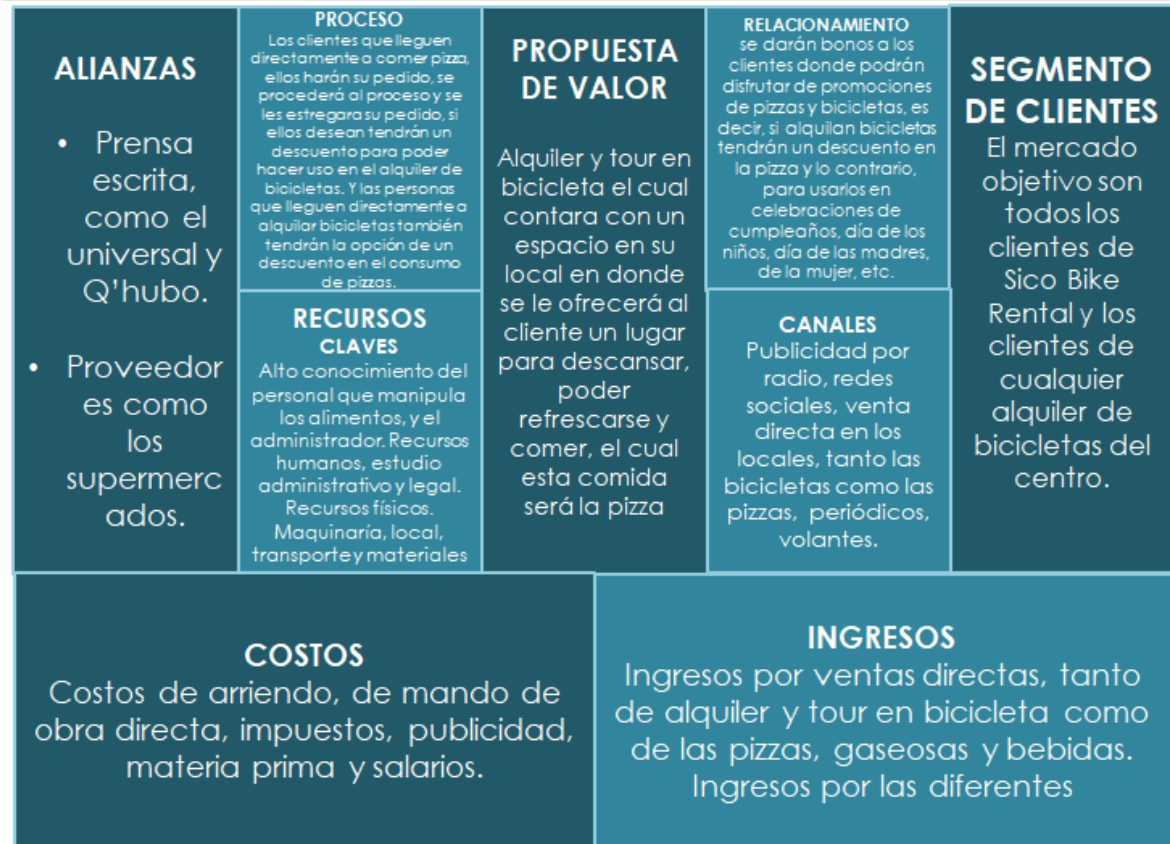 ALIANZAS
• Prensa
escrita,
como el
universal y
Q'hubo.
• Proveedor
es como
los
supermerc
ados.
PROCESO
Los clientes que lleguen
directamente a comer pizza,
ellos harán su pedido, se
procederá al proceso y se
les estregara su pedido, si
ellos desean tendrán un
descuento para poder
hacer uso en el alquiler de
bicicletas. Y las personas
que lleguen directamente a
alquilar bicicletas también
tendrán la opción de un
descuento en el consumo
de pizzas.
RECURSOS
CLAVES
Alto conocimiento del
personal que manipula
los alimentos, y el
administrador. Recursos
humanos, estudio
administrativo y legal.
Recursos físicos.
Maquinaría, local,
transporte y materiales
PROPUESTA
DE VALOR
Alquiler y tour en
bicicleta el cual
contara con un
espacio en su
local en donde
se le ofrecerá al
cliente un lugar
para descansar,
poder
refrescarse y
comer, el cual
esta comida
será la pizza
RELACIONAMIENTO
se darán bonos a los
clientes donde podrán
disfrutar de promociones
de pizzas y bicicletas, es
decir, si alquilan bicicletas
tendrán un descuento en
la pizza y lo contrario,
para usarlos en
celebraciones de
cumpleaños, día de los
niños, día de las madres,
de la mujer, etc.
CANALES
Publicidad por
radio, redes
sociales, venta
directa en los
locales, tanto las
bicicletas como las
pizzas, periódicos,
volantes.
SEGMENTO
DE CLIENTES
El mercado
objetivo son
todos los
clientes de
Sico Bike
Rental y los
clientes de
cualquier
alquiler de
bicicletas del
centro.
COSTOS
Costos de arriendo, de mando de
obra directa, impuestos, publicidad,
materia prima y salarios.
INGRESOS
Ingresos por ventas directas, tanto
de alquiler y tour en bicicleta como
de las pizzas, gaseosas y bebidas.
Ingresos por las diferentes